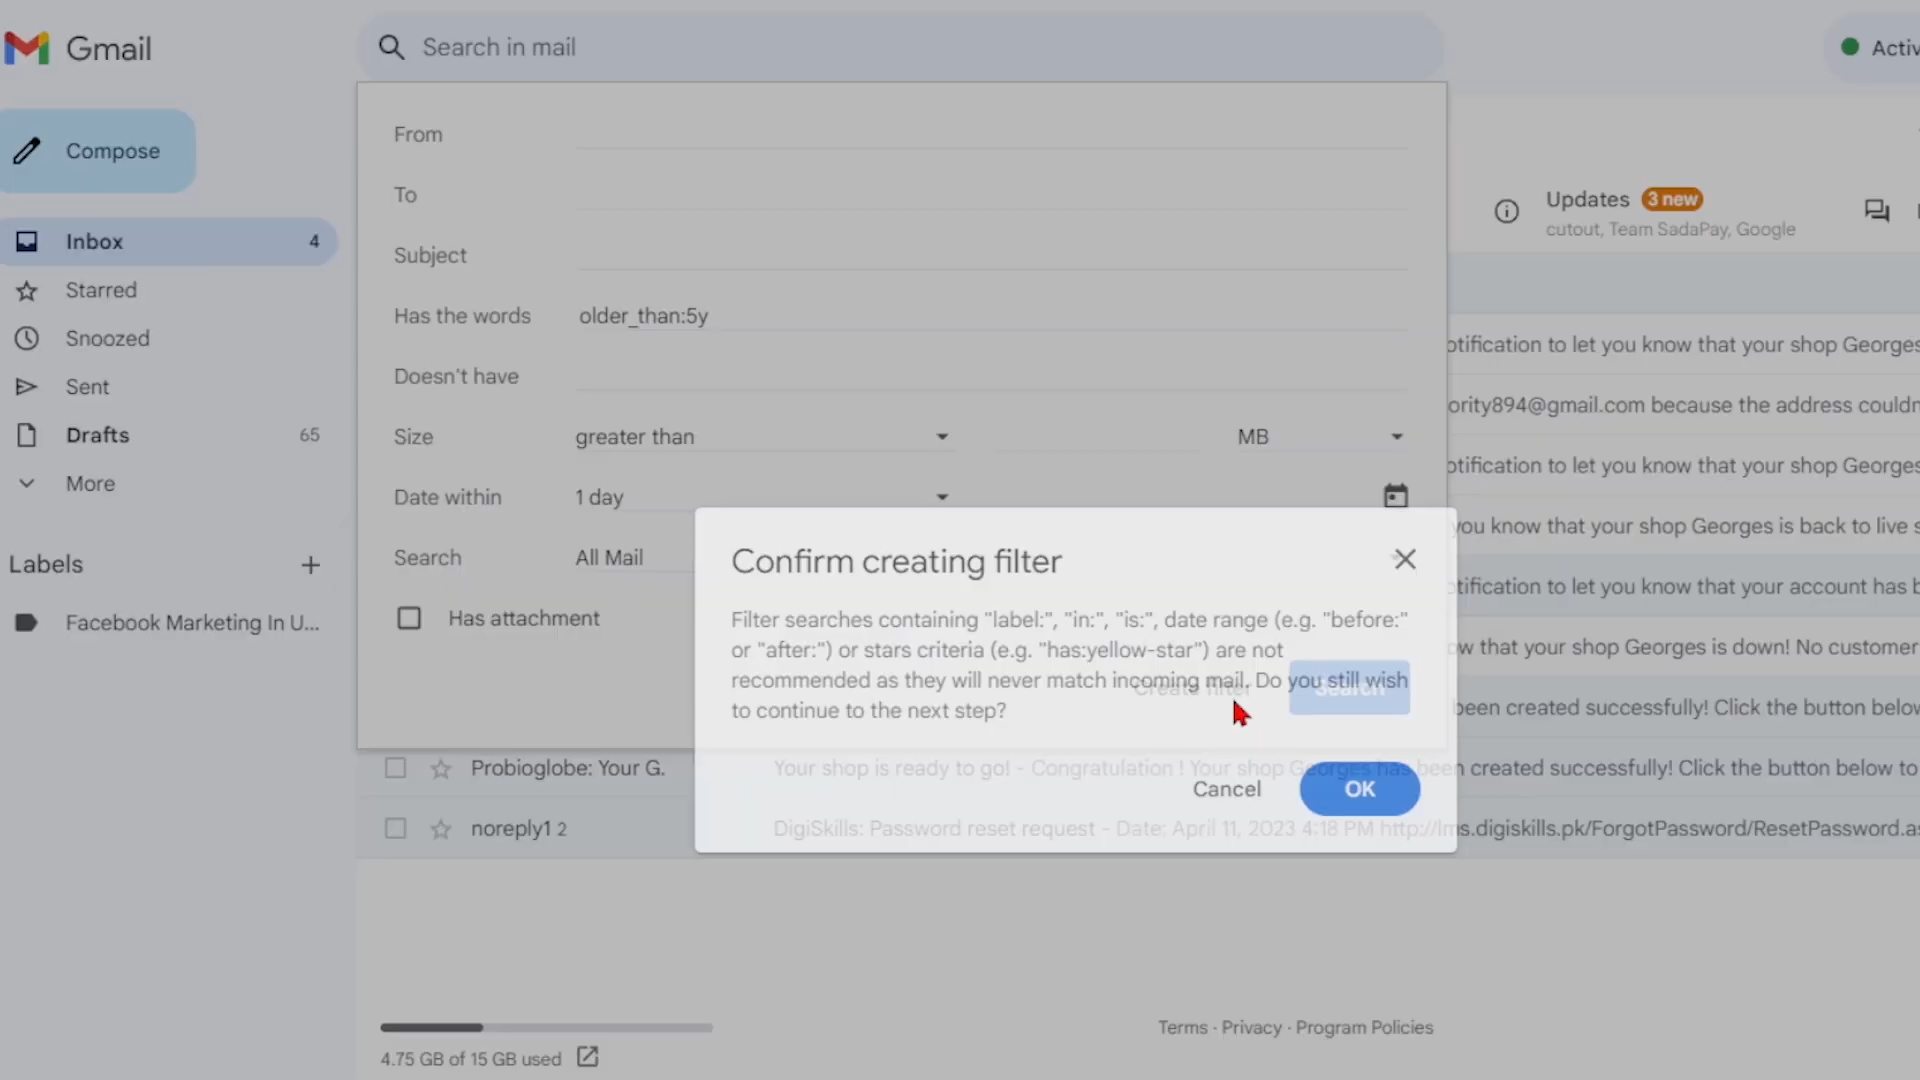 Gmail
Search in mail
Activ
Compose
Inbox 4
Starred
Snoozed
Sent
Drafts 65
More
Labels +
Facebook Marketing In U...
From
To
Subject
Has the words older_than:5y
Doesn't have
Size greater than MB
Date within 1 day
Search All Mail
Has attachment
Create filter Search
Updates 3 new
cutout, Team SadaPay, Google
otification to let you know that your shop Georges
ority894@gmail.com because the address couldn
otification to let you know that your shop Georges
you know that your shop Georges is back to live s
otification to let you know that your account has b
ow that your shop Georges is down! No customer
been created successfully! Click the button below
Confirm creating filter
Filter searches containing "label:", "in:", "is:", date range (e.g. "before:"
or "after:") or stars criteria (e.g. "has:yellow-star") are not
recommended as they will never match incoming mail. Do you still wish
to continue to the next step?
Cancel OK
Probioglobe: Your G. Your shop is ready to go! - Congratulation ! Your shop Georges has been created successfully! Click the button below to
noreply1 2 DigiSkills: Password reset request - Date: April 11, 2023 4:18 PM http://lms.digiskills.pk/ForgotPassword/ResetPassword.as
4.75 GB of 15 GB used
Terms · Privacy · Program Policies